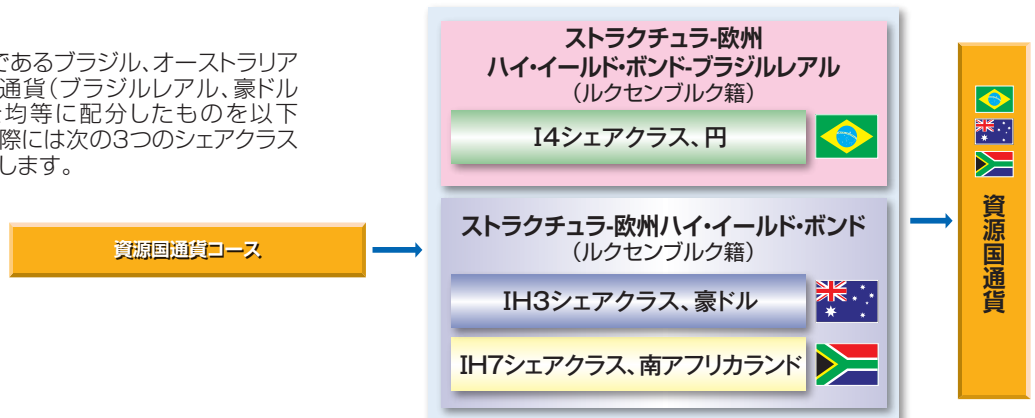 であるブラジル、オーストラリア
通貨（ブラジルレアル、豪ドル
均等に配分したものを以下
際には次の3つのシェアクラス
します。
資源国通貨コース
ストラクチュラ-欧州
ハイ・イールド・ボンド-ブラジルレアル
（ルクセンブルク籍）
I4シェアクラス、円
ストラクチュラ-欧州ハイ・イールド・ボンド
（ルクセンブルク籍）
IH3シェアクラス、豪ドル
IH7シェアクラス、南アフリカランド
資源国通貨